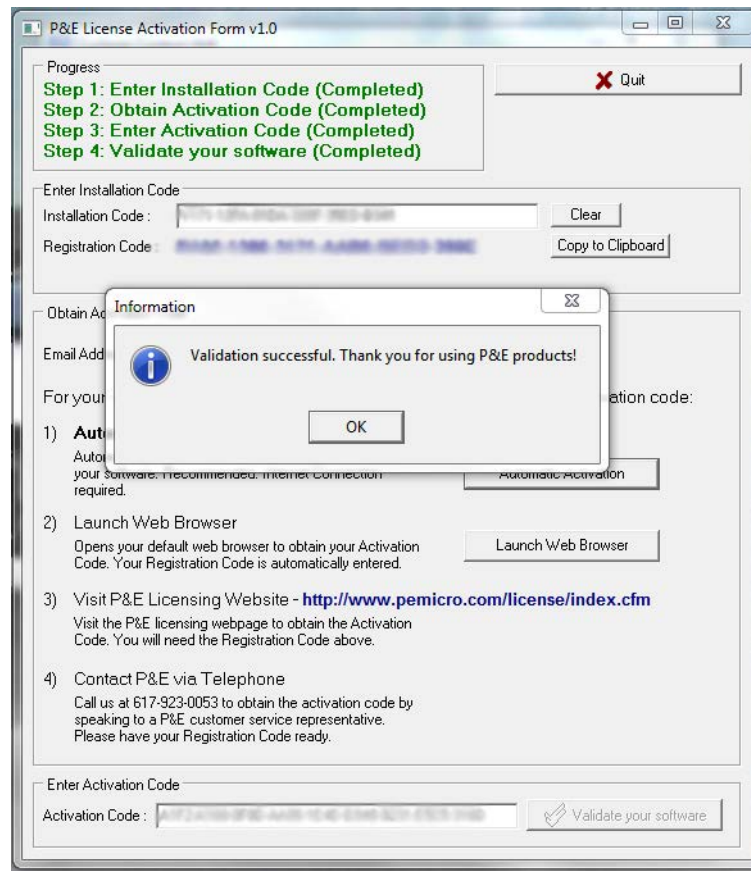 P&E License Activation Form v1.0
Progress
Step 1: Enter Installation Code (Completed)
Step 2: Obtain Activation Code (Completed)
Step 3: Enter Activation Code (Completed)
Step 4: Validate your software (Completed)
Quit
Enter Installation Code
Installation Code :
Clear
Registration Code :
Copy to Clipboard
Information
Obtain Ac
Validation successful. Thank you for using P&E products!
Email Add
For your
ation code:
OK
1) Aut
Auto
your software. Recommended. Internet Connection
required.
Automatic Activation
2) Launch Web Browser
Opens your default web browser to obtain your Activation
Code. Your Registration Code is automatically entered.
Launch Web Browser
3) Visit P&E Licensing Website - http://www.pemicro.com/license/index.cfm
Visit the P&E licensing webpage to obtain the Activation
Code. You will need the Registration Code above.
4) Contact P&E via Telephone
Call us at 617-923-0053 to obtain the activation code by
speaking to a P&E customer service representative.
Please have your Registration Code ready.
Enter Activation Code
Activation Code :
Validate your software